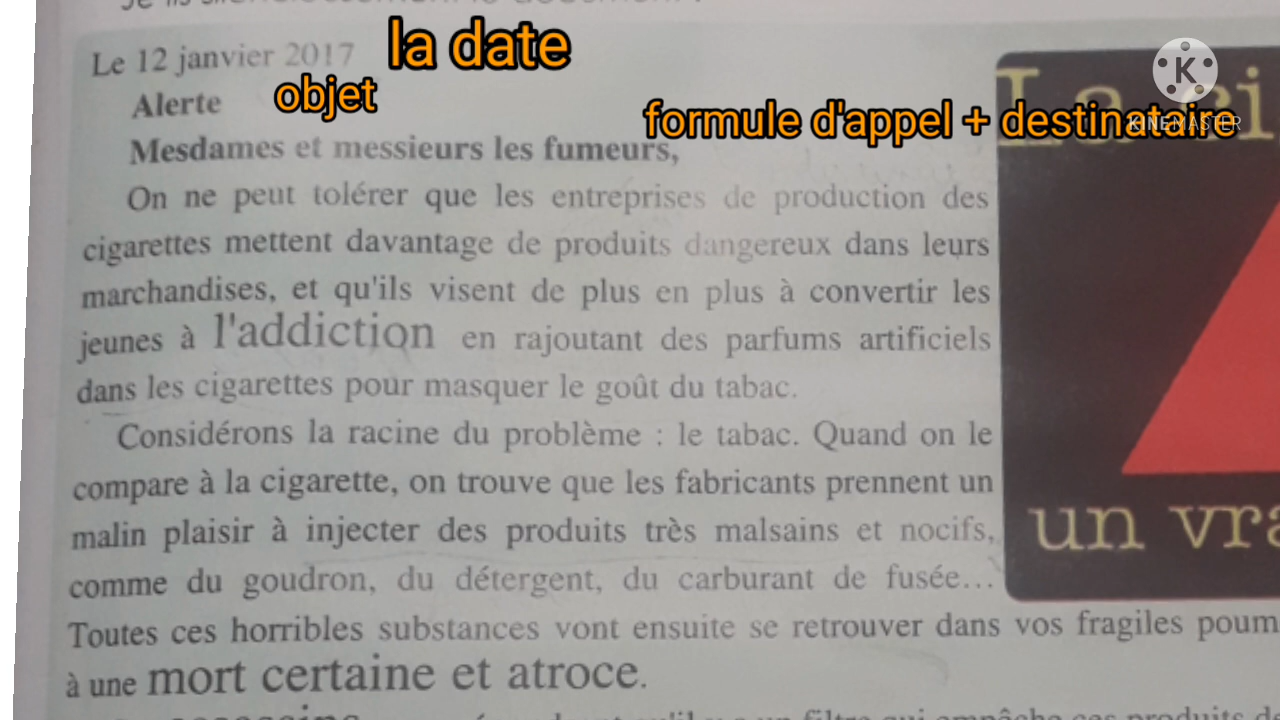 Le 12 janvier 2017 la date
Alerte objet
formule d'appel + destinataire
Mesdames et messieurs les fumeurs,
On ne peut tolérer que les entreprises de production des
cigarettes mettent davantage de produits dangereux dans leurs
marchandises, et qu'ils visent de plus en plus à convertir les
jeunes à l'addiction en rajoutant des parfums artificiels
dans les cigarettes pour masquer le goût du tabac.
Considérons la racine du problème : le tabac. Quand on le
compare à la cigarette, on trouve que les fabricants prennent un
malin plaisir à injecter des produits très malsains et nocifs,
comme du goudron, du détergent, du carburant de fusée...
Toutes ces horribles substances vont ensuite se retrouver dans vos fragiles poum
à une mort certaine et atroce.
La ci
un vra
K
KINEMASTER